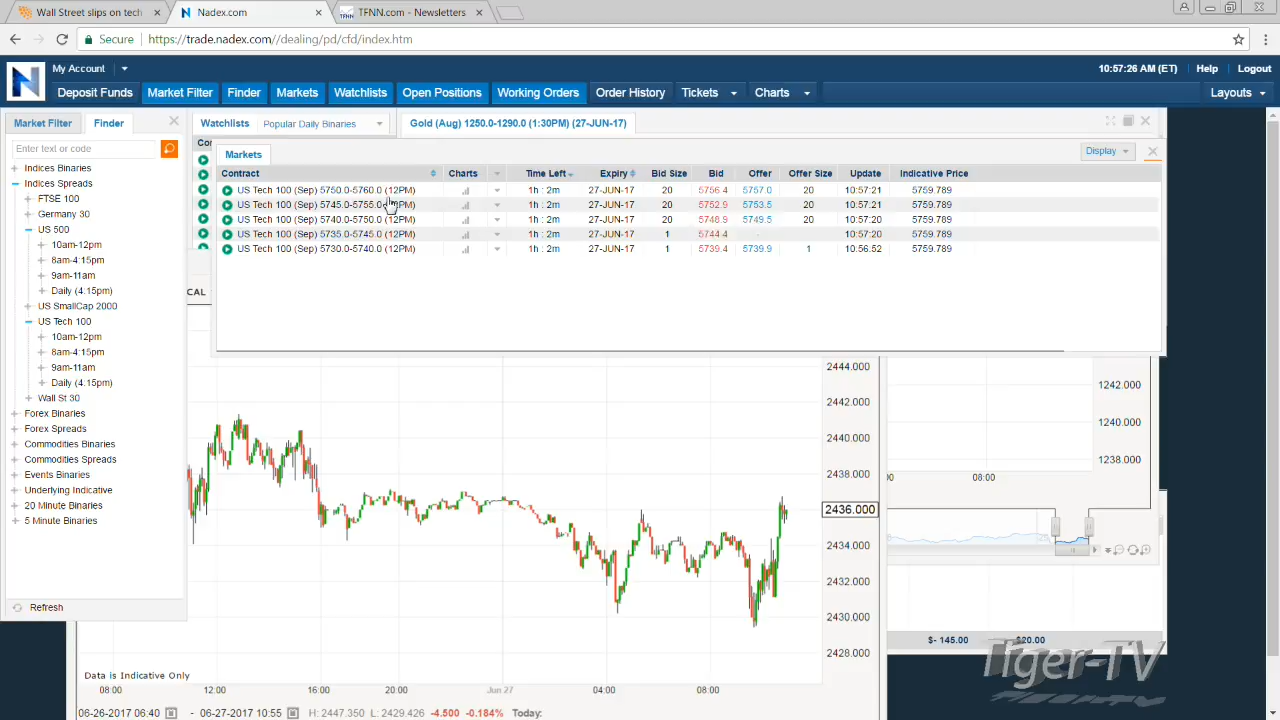 Wall Street slips on tech
Nadex.com
TFNN.com - Newsletters
Secure
https://trade.nadex.com//dealing/pd/cfd/index.htm
N
My Account
10:57:26 AM (ET) Help Logout
Deposit Funds Market Filter Finder Markets Watchlists Open Positions Working Orders Order History Tickets Charts Layouts
Market Filter Finder
Watchlists Popular Daily Binaries Gold (Aug) 1250.0-1290.0 (1:30PM) (27-JUN-17)
Enter text or code
Markets
Display
Contract Charts Time Left Expiry Bid Size Bid Offer Offer Size Update Indicative Price
US Tech 100 (Sep) 5750.0-5760.0 (12PM) 1h : 2m 27-JUN-17 20 5756.4 5757.0 20 10:57:21 5759.789
US Tech 100 (Sep) 5745.0-5755.0 (12PM) 1h : 2m 27-JUN-17 20 5752.9 5753.5 20 10:57:21 5759.789
US Tech 100 (Sep) 5740.0-5750.0 (12PM) 1h : 2m 27-JUN-17 20 5748.9 5749.5 20 10:57:20 5759.789
US Tech 100 (Sep) 5735.0-5745.0 (12PM) 1h : 2m 27-JUN-17 1 5744.4 - 10:57:20 5759.789
US Tech 100 (Sep) 5730.0-5740.0 (12PM) 1h : 2m 27-JUN-17 1 5739.4 5739.9 1 10:56:52 5759.789
Indices Binaries
Indices Spreads
FTSE 100
Germany 30
US 500
10am-12pm
8am-4:15pm
9am-11am
Daily (4:15pm)
US SmallCap 2000
US Tech 100
10am-12pm
8am-4:15pm
9am-11am
Daily (4:15pm)
Wall St 30
Forex Binaries
Forex Spreads
Commodities Binaries
Commodities Spreads
Events Binaries
Underlying Indicative
20 Minute Binaries
5 Minute Binaries
Refresh
CAL
2444.000
2442.000
2440.000
2438.000
2436.000
2434.000
2432.000
2430.000
2428.000
1242.000
1240.000
1238.000
08:00
$- 145.00 $20.00
Tiger-TV
Data is Indicative Only
08:00 12:00 16:00 20:00 Jun 27 04:00 08:00
06-26-2017 06:40 - 06-27-2017 10:55 H: 2447.350 L: 2429.426 -4.500 -0.184% Today: